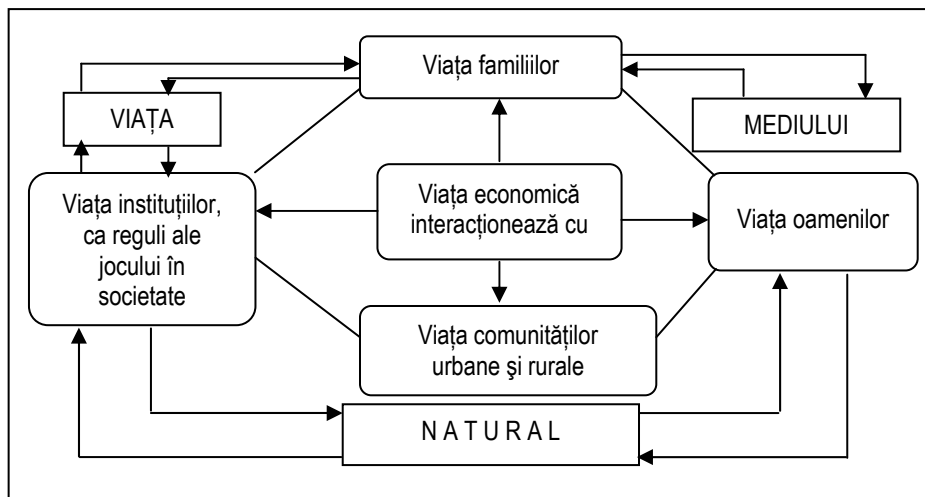 Viața familiilor
VIAȚA
MEDIULUI
Viața instituțiilor,
ca reguli ale
jocului în
societate
Viața economică
interacționează cu
Viața oamenilor
Viața comunităților
urbane şi rurale
N A T U R A L